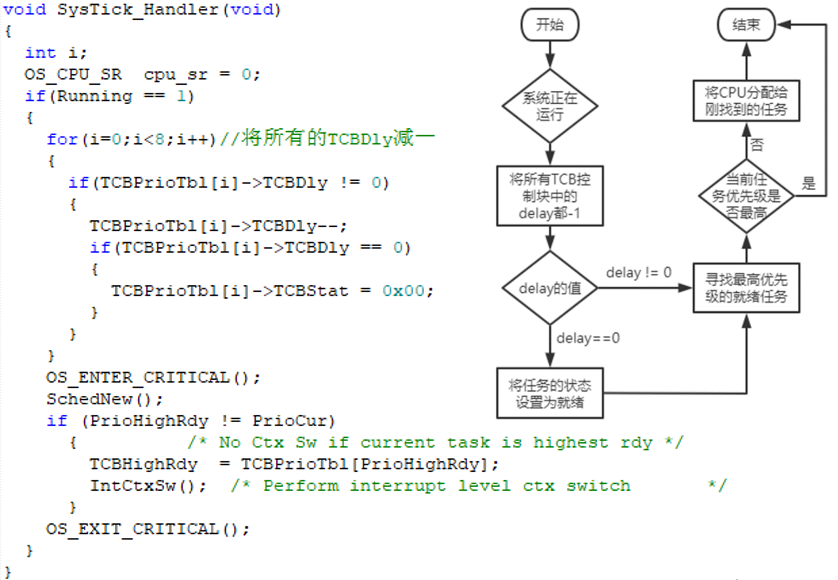 void SysTick_Handler(void)
{
int i;
OS_CPU_SR  cpu_sr = 0;
if(Running == 1)
{
for(i=0;i<8;i++)//将所有的TCBDly减一
{
if(TCBPrioTbl[i]->TCBDly != 0)
{
TCBPrioTbl[i]->TCBDly--;
if(TCBPrioTbl[i]->TCBDly == 0)
{
TCBPrioTbl[i]->TCBStat = 0x00;
}
}
}
OS_ENTER_CRITICAL();
SchedNew();
if (PrioHighRdy != PrioCur)
{          /* No Ctx Sw if current task is highest rdy */
TCBHighRdy  = TCBPrioTbl[PrioHighRdy];
IntCtxSw();  /* Perform interrupt level ctx switch       */
}
OS_EXIT_CRITICAL();
}
}
开始
系统正在
运行
将所有TCB控
制块中的
delay都-1
delay的值
delay != 0
delay==0
将任务的状态
设置为就绪
寻找最高优先
级的就绪任务
当前任
务优先级是
否最高
是
否
将CPU分配给
刚找到的任务
结束